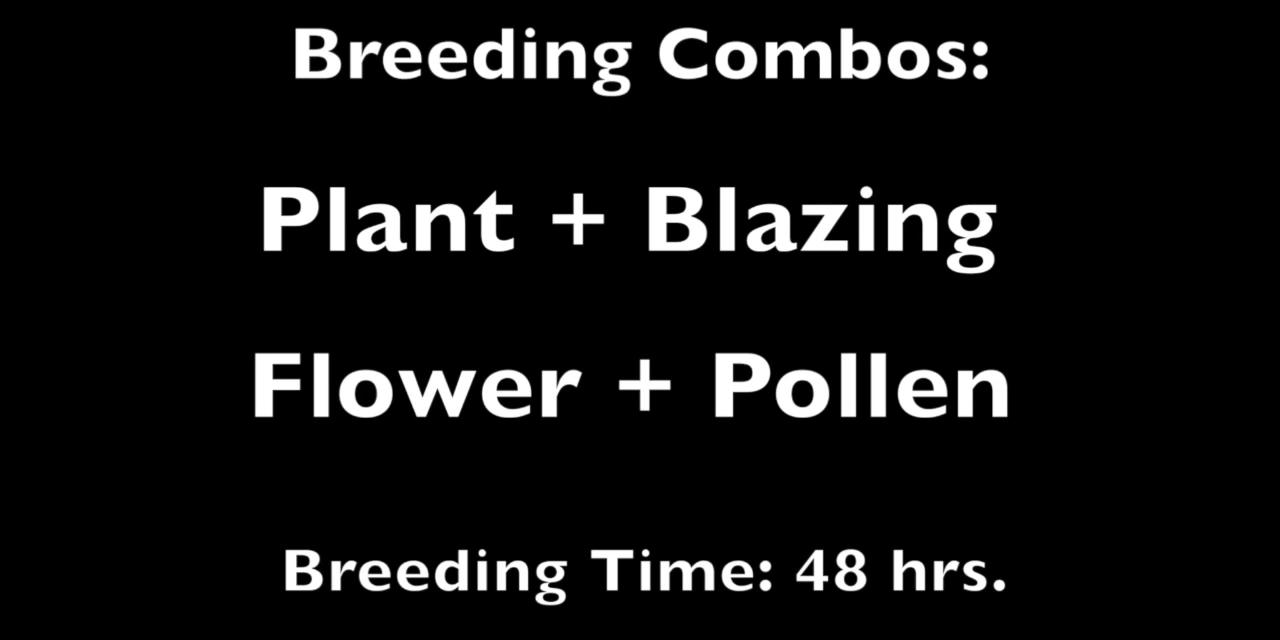 Breeding Combos:
Plant + Blazing
Flower + Pollen
Breeding Time: 48 hrs.